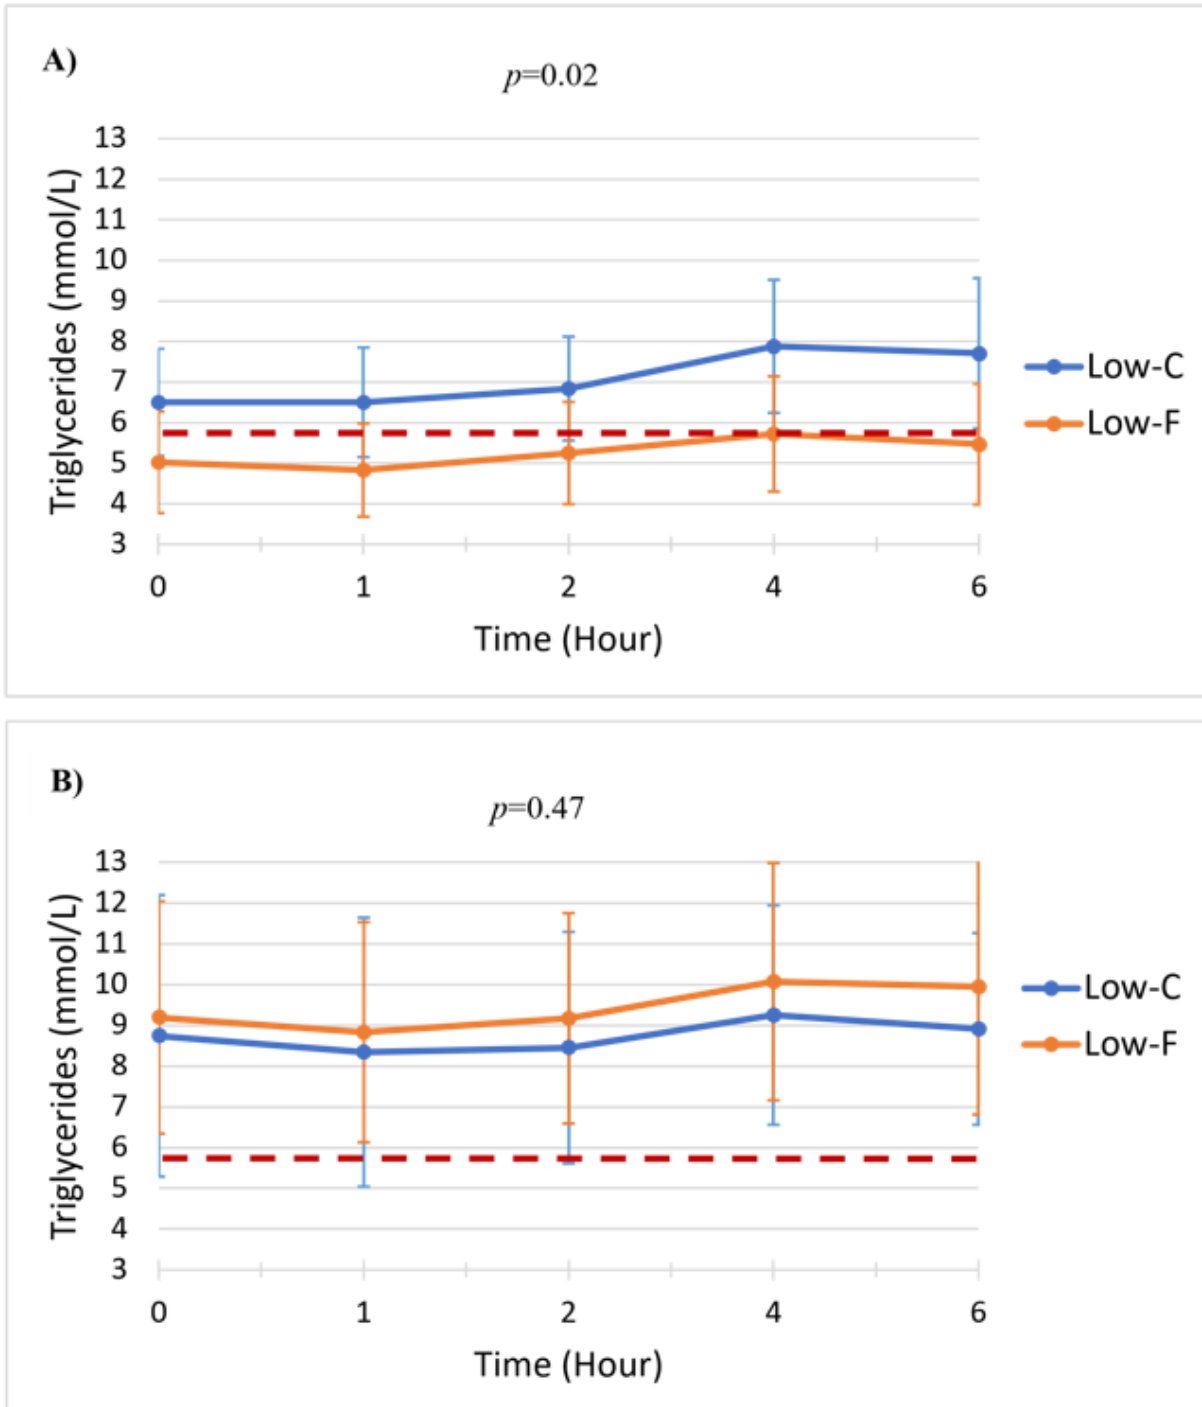 A)
p=0.02
Triglycerides (mmol/L)
13
12
11
10
9
8
7
6
5
4
3
0 1 2 4 6
Time (Hour)
Low-C
Low-F
B)
p=0.47
Triglycerides (mmol/L)
13
12
11
10
9
8
7
6
5
4
3
0 1 2 4 6
Time (Hour)
Low-C
Low-F